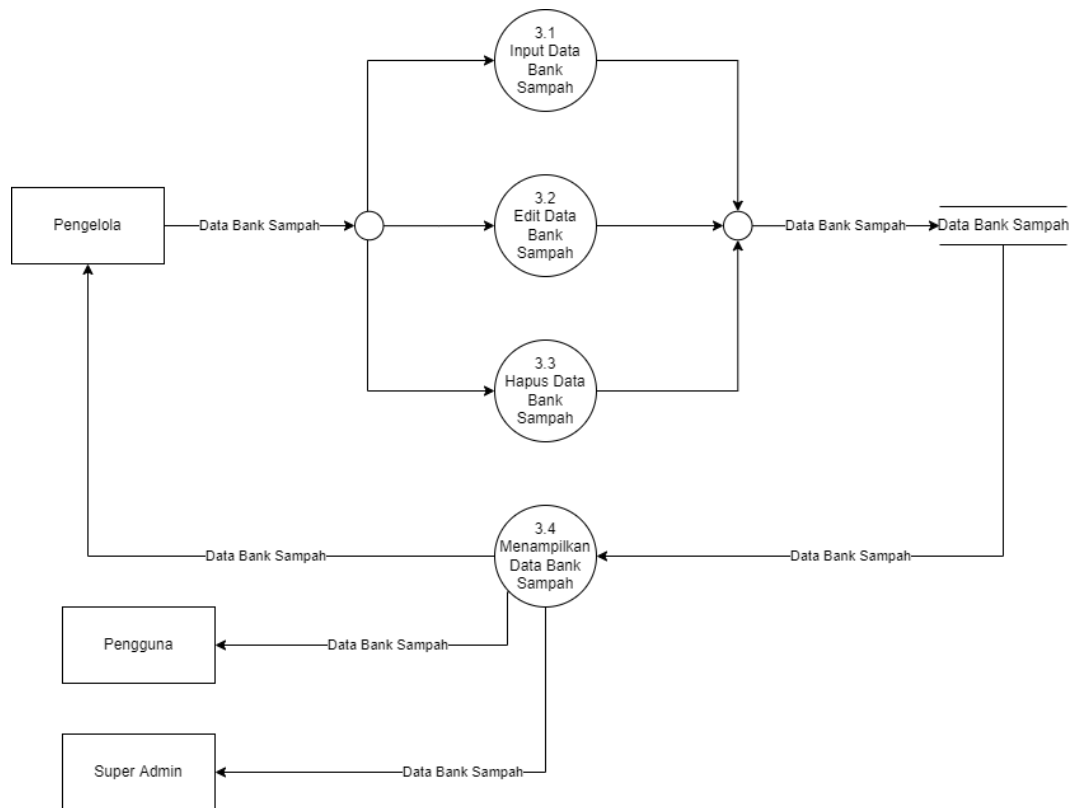 3.1
Input Data
Bank
Sampah
3.2
Edit Data
Bank
Sampah
Pengelola
Data Bank Sampah
Data Bank Sampah
Data Bank Sampah
3.3
Hapus Data
Bank
Sampah
3.4
Menampilkan
Data Bank
Sampah
Data Bank Sampah
Data Bank Sampah
Pengguna
Data Bank Sampah
Super Admin
Data Bank Sampah